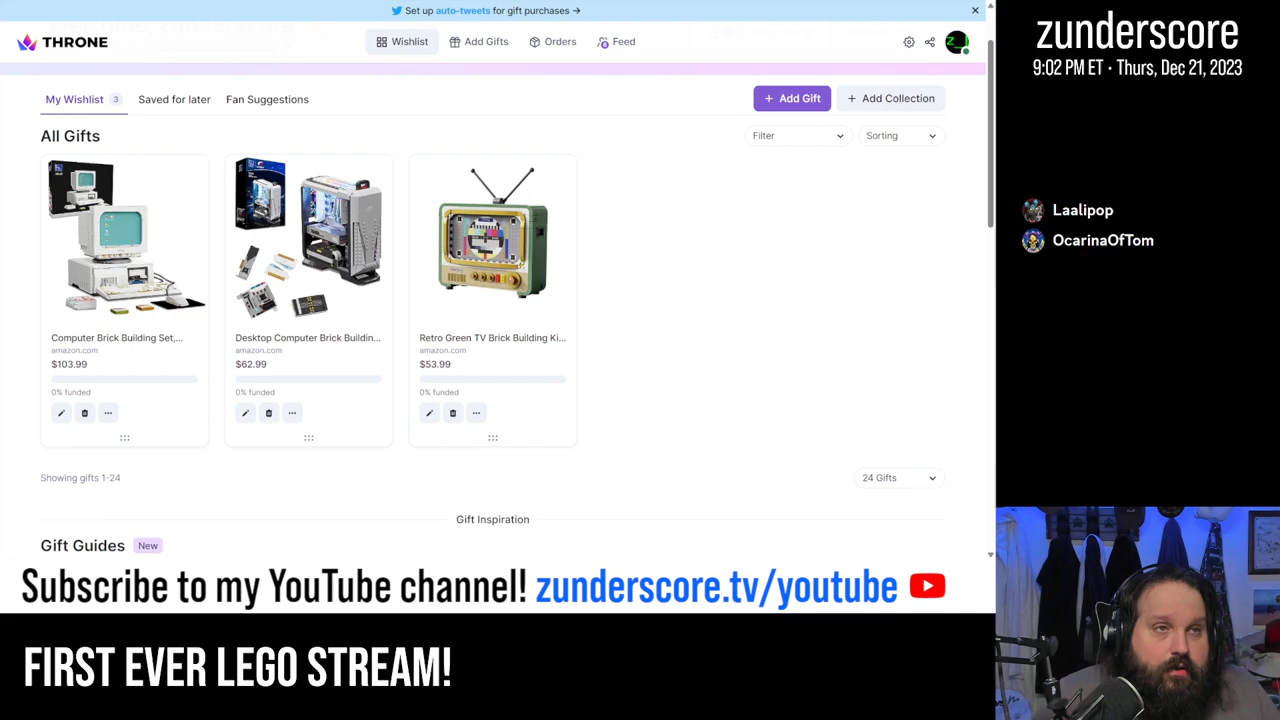 Set up auto-tweets for gift purchases →
THRONE
Wishlist
Add Gifts
Orders
Feed
My Wishlist 3
Saved for later
Fan Suggestions
+ Add Gift
+ Add Collection
All Gifts
Filter
Sorting
Computer Brick Building Set,...
amazon.com
$103.99
0% funded
Desktop Computer Brick Buildin...
amazon.com
$62.99
0% funded
Retro Green TV Brick Building Ki...
amazon.com
$53.99
0% funded
Showing gifts 1-24
24 Gifts
Gift Inspiration
Gift Guides New
Subscribe to my YouTube channel! zunderscore.tv/youtube
FIRST EVER LEGO STREAM!
zunderscore
9:02 PM ET • Thurs, Dec 21, 2023
Laalipop
OcarinaOfTom